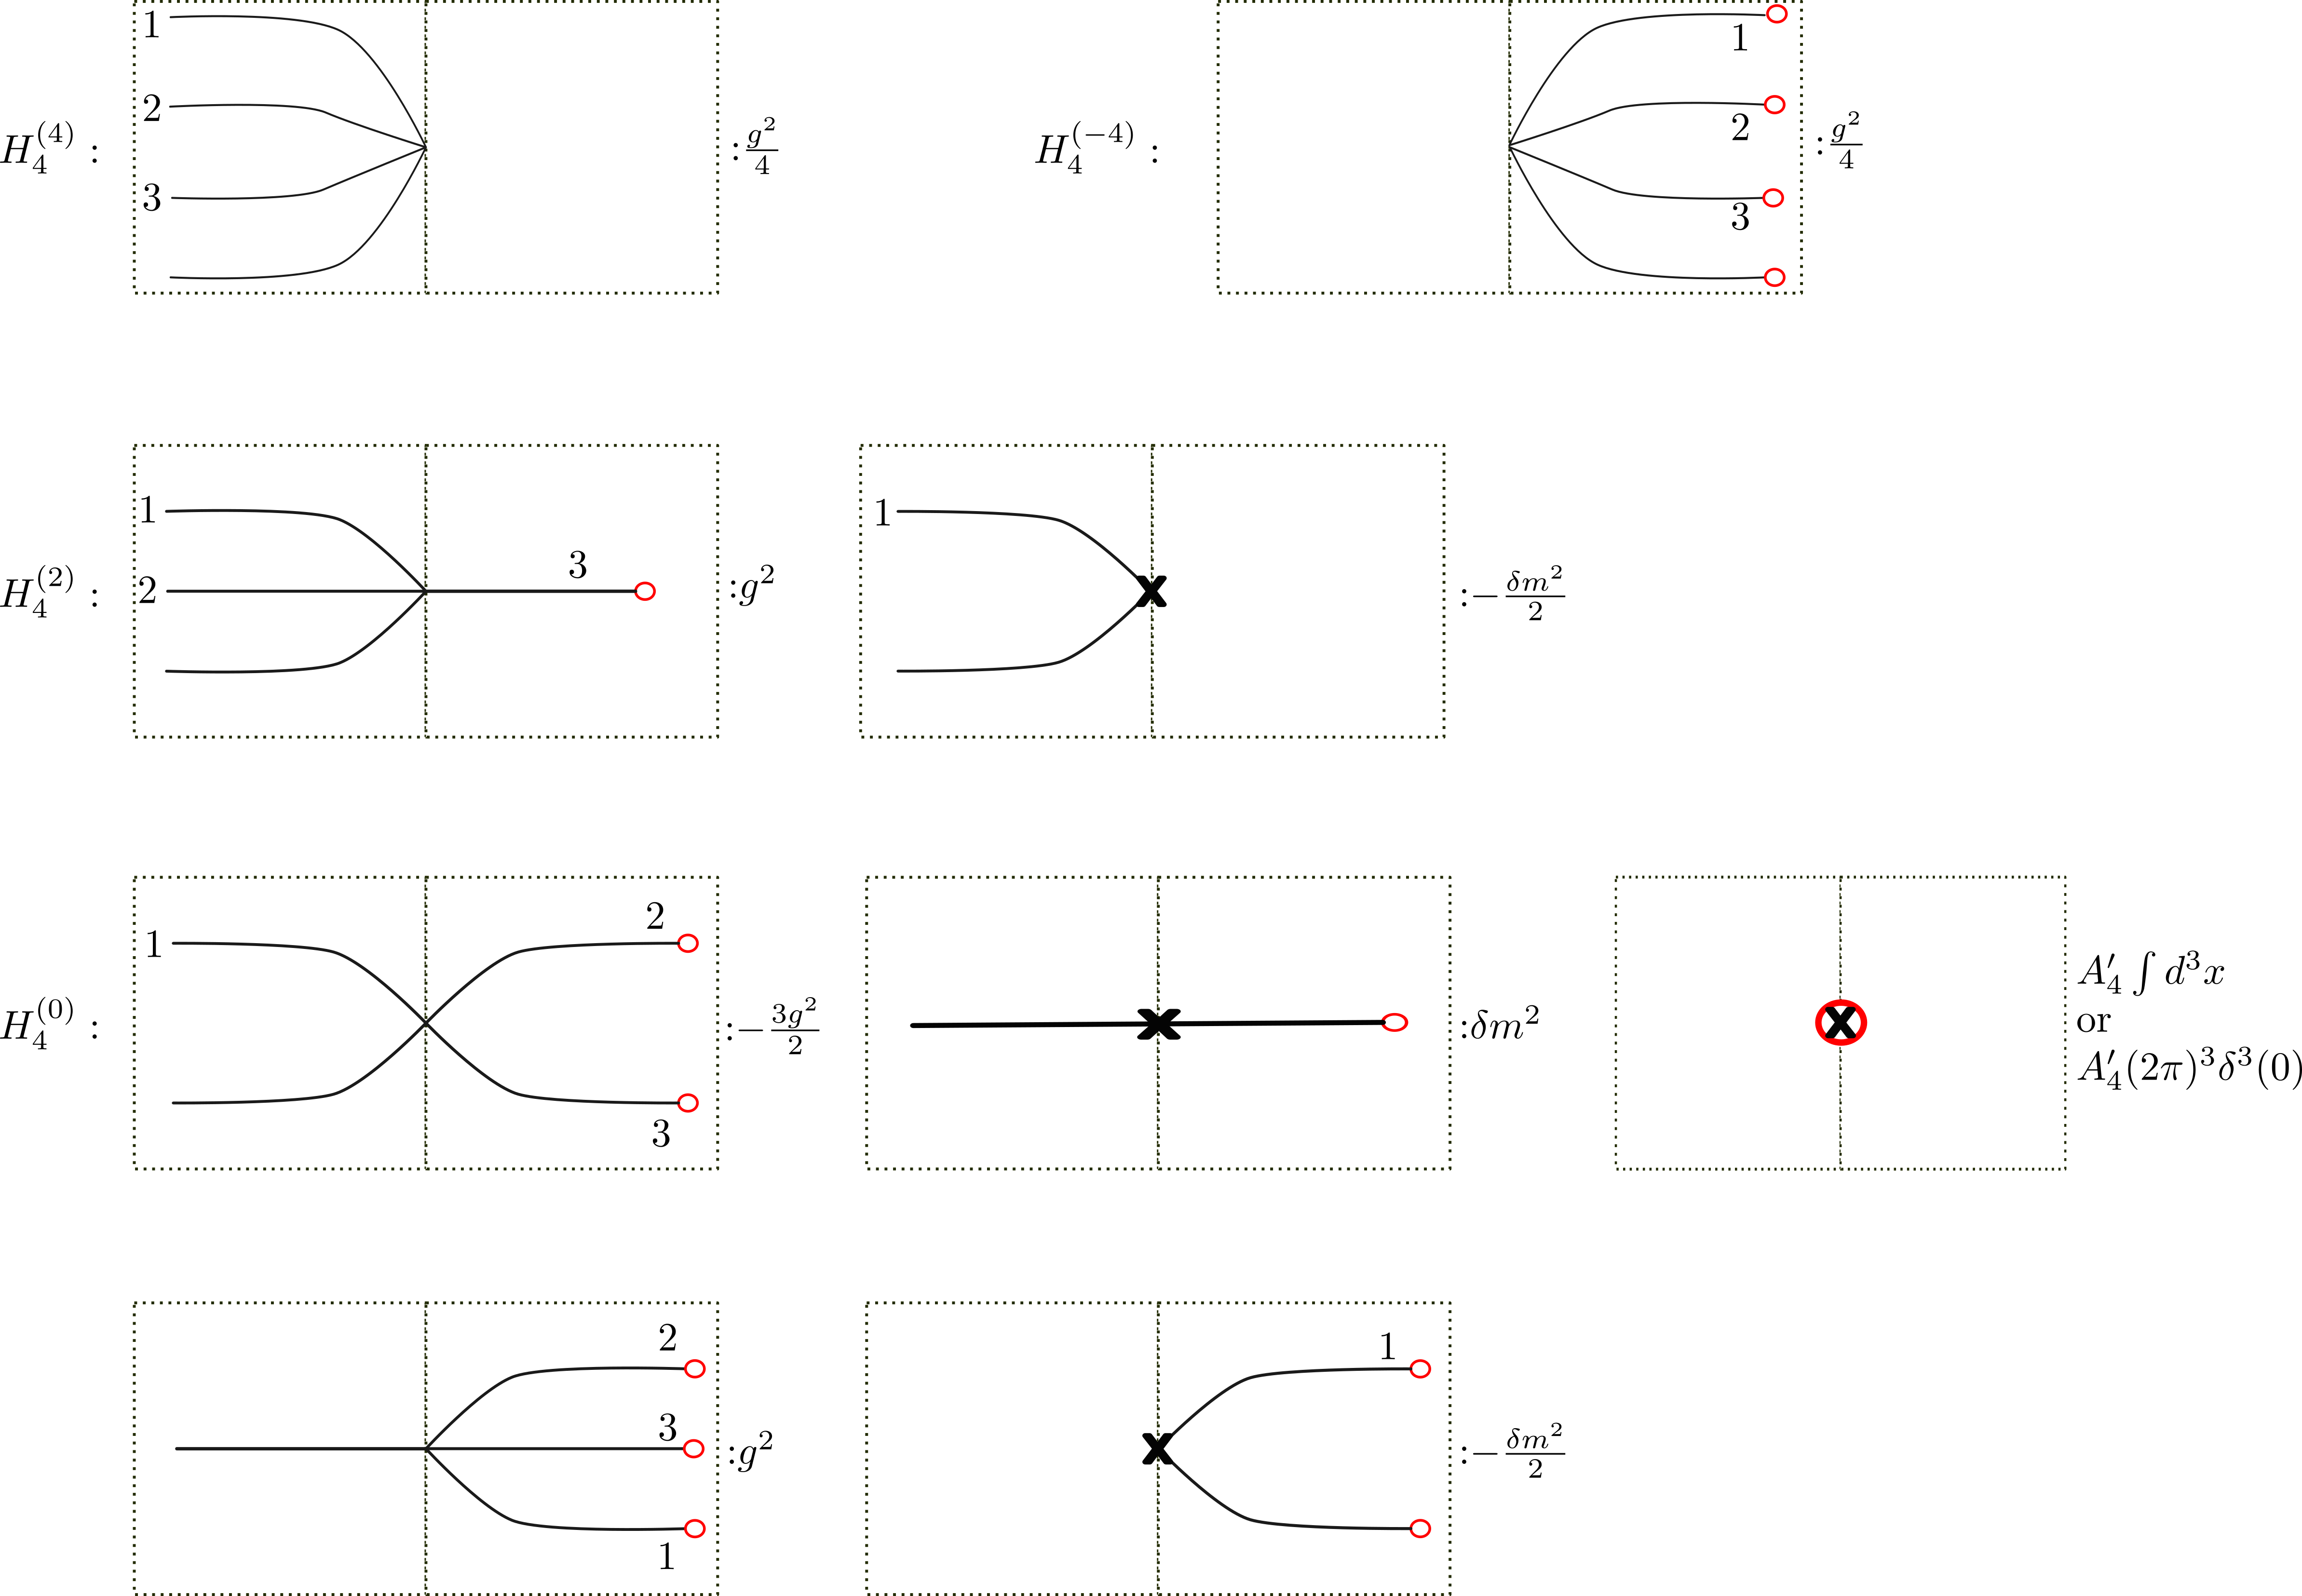 1
2
3
$H_4^{(4)}:$
$:\frac{g^2}{4}$
$H_4^{(-4)}:$
1
2
3
$:\frac{g^2}{4}$
$H_4^{(2)}:$
1
2
3
$:g^2$
1
$:-\frac{\delta m^2}{2}$
$H_4^{(0)}:$
1
2
3
$:-\frac{3g^2}{2}$
$:\delta m^2$
$A_4' \int d^3x$
or
$A_4'(2\pi)^3\delta^3(0)$
2
3
1
$:g^2$
1
$:-\frac{\delta m^2}{2}$